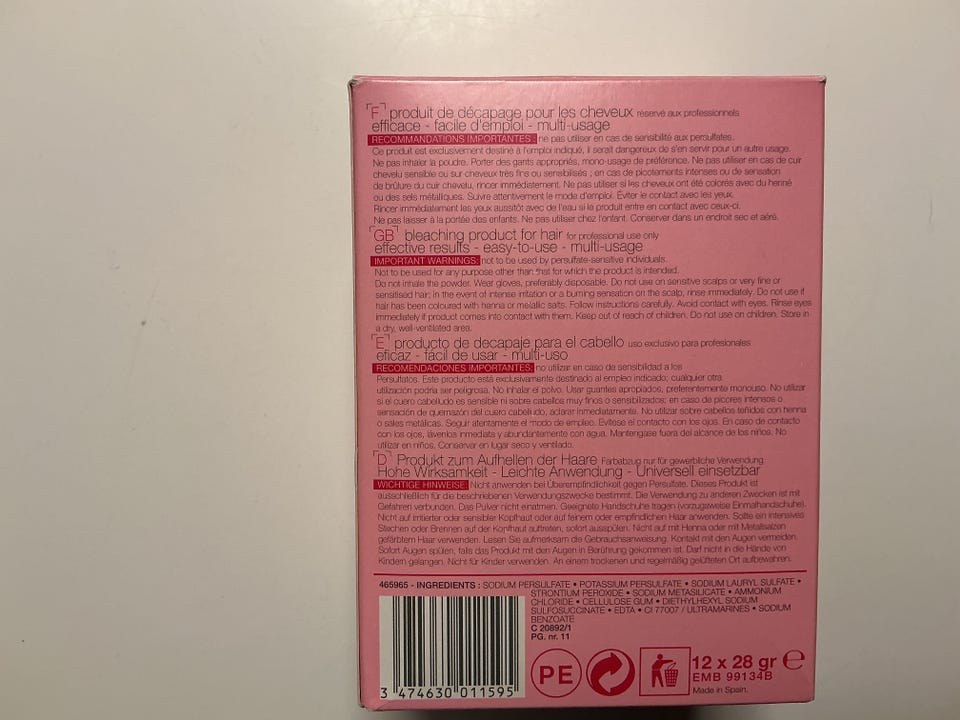 F produit de décapage pour les cheveux réservé aux professionnels
efficace - facile d'emploi - multi-usage
RECOMMANDATIONS IMPORTANTES : ne pas utiliser en cas de sensibilité aux persulfates.
Ce produit est exclusivement destiné à l'emploi indiqué, il serait dangereux de s'en servir pour un autre usage.
Ne pas inhaler la poudre. Porter des gants appropriés, mono-usage de préférence. Ne pas utiliser en cas de cuir
chevelu sensible ou sur cheveux très fins ou sensibilisés ; en cas de picotements intenses ou de sensation
de brûlure du cuir chevelu, rincer immédiatement. Ne pas utiliser si les cheveux ont été colorés avec du henné
ou des sels métalliques. Suivre attentivement le mode d'emploi. Éviter le contact avec les yeux.
Rincer immédiatement les yeux aussitôt avec de l'eau si le produit entre en contact avec ceux-ci.
Ne pas laisser à la portée des enfants. Ne pas utiliser chez l'enfant. Conserver dans un endroit sec et aéré.
GB bleaching product for hair for professional use only
effective results - easy-to-use - multi-usage
IMPORTANT WARNINGS: not to be used by persulfate-sensitive individuals.
Not to be used for any purpose other than that for which the product is intended.
Do not inhale the powder. Wear gloves, preferably disposable. Do not use on sensitive scalps or very fine or
sensitised hair; in the event of intense irritation or a burning sensation on the scalp, rinse immediately. Do not use if
hair has been coloured with henna or metallic salts. Follow instructions carefully. Avoid contact with eyes. Rinse eyes
immediately if product comes into contact with them. Keep out of reach of children. Do not use on children. Store in
a dry, well-ventilated area.
E producto de decapaje para el cabello uso exclusivo para profesionales
eficaz - fácil de usar - multi-uso
RECOMENDACIONES IMPORTANTES: no utilizar en caso de sensibilidad a los
Persulfatos. Este producto está exclusivamente destinado al empleo indicado; cualquier otra
utilización podría ser peligrosa. No inhalar el polvo. Usar guantes apropiados, preferentemente monouso. No utilizar
si el cuero cabelludo es sensible ni sobre cabellos muy finos o sensibilizados: en caso de picores intensos o
sensación de quemazón del cuero cabelludo, aclarar inmediatamente. No utilizar sobre cabellos teñidos con henna
o sales metálicas. Seguir atentamente el modo de empleo. Evítese el contacto con los ojos. En caso de contacto
con los ojos, lávenlos inmediata y abundantemente con agua. Mantengase fuera del alcance de los niños. No
utilizar en niños. Conservar en lugar seco y ventilado.
D Produkt zum Aufhellen der Haare Farbabzug nur für gewerbliche Verwendung
Hohe Wirksamkeit - Leichte Anwendung - Universell einsetzbar
WICHTIGE HINWEISE: Nicht anwenden bei Überempfindlichkeit gegen Persulfate. Dieses Produkt ist
ausschließlich für die beschriebenen Verwendungszwecke bestimmt. Die Verwendung zu anderen Zwecken ist mit
Gefahren verbunden. Das Pulver nicht einatmen. Geeignete Handschuhe tragen (vorzugsweise Einmalhandschuhe).
Nicht auf irritierter oder sensibler Kopfhaut oder auf feinem oder empfindlichen Haar anwenden. Sollte ein intensives
Stechen oder Brennen auf der Kopfhaut auftreten, sofort ausspülen. Nicht auf mit Henna oder mit Metallsalzen
gefärbtem Haar verwenden. Lesen Sie aufmerksam die Gebrauchsanweisung. Kontakt mit den Augen vermeiden.
Sofort Augen spülen, falls das Produkt mit den Augen in Berührung gekommen ist. Darf nicht in die Hände von
Kindern gelangen. Nicht für Kinder verwenden. An einem trockenen und regelmäßig gelüfteten Ort aufbewahren.
465965 - INGREDIENTS : SODIUM PERSULFATE • POTASSIUM PERSULFATE • SODIUM LAURYL SULFATE •
STRONTIUM PEROXIDE • SODIUM METASILICATE • AMMONIUM
CHLORIDE • CELLULOSE GUM • DIETHYLHEXYL SODIUM
SULFOSUCCINATE • EDTA • CI 77007 / ULTRAMARINES • SODIUM
BENZOATE
C 20892/1
PG. nr. 11
3 474630 011595
PE
12 x 28 gr e
EMB 99134B
Made in Spain.